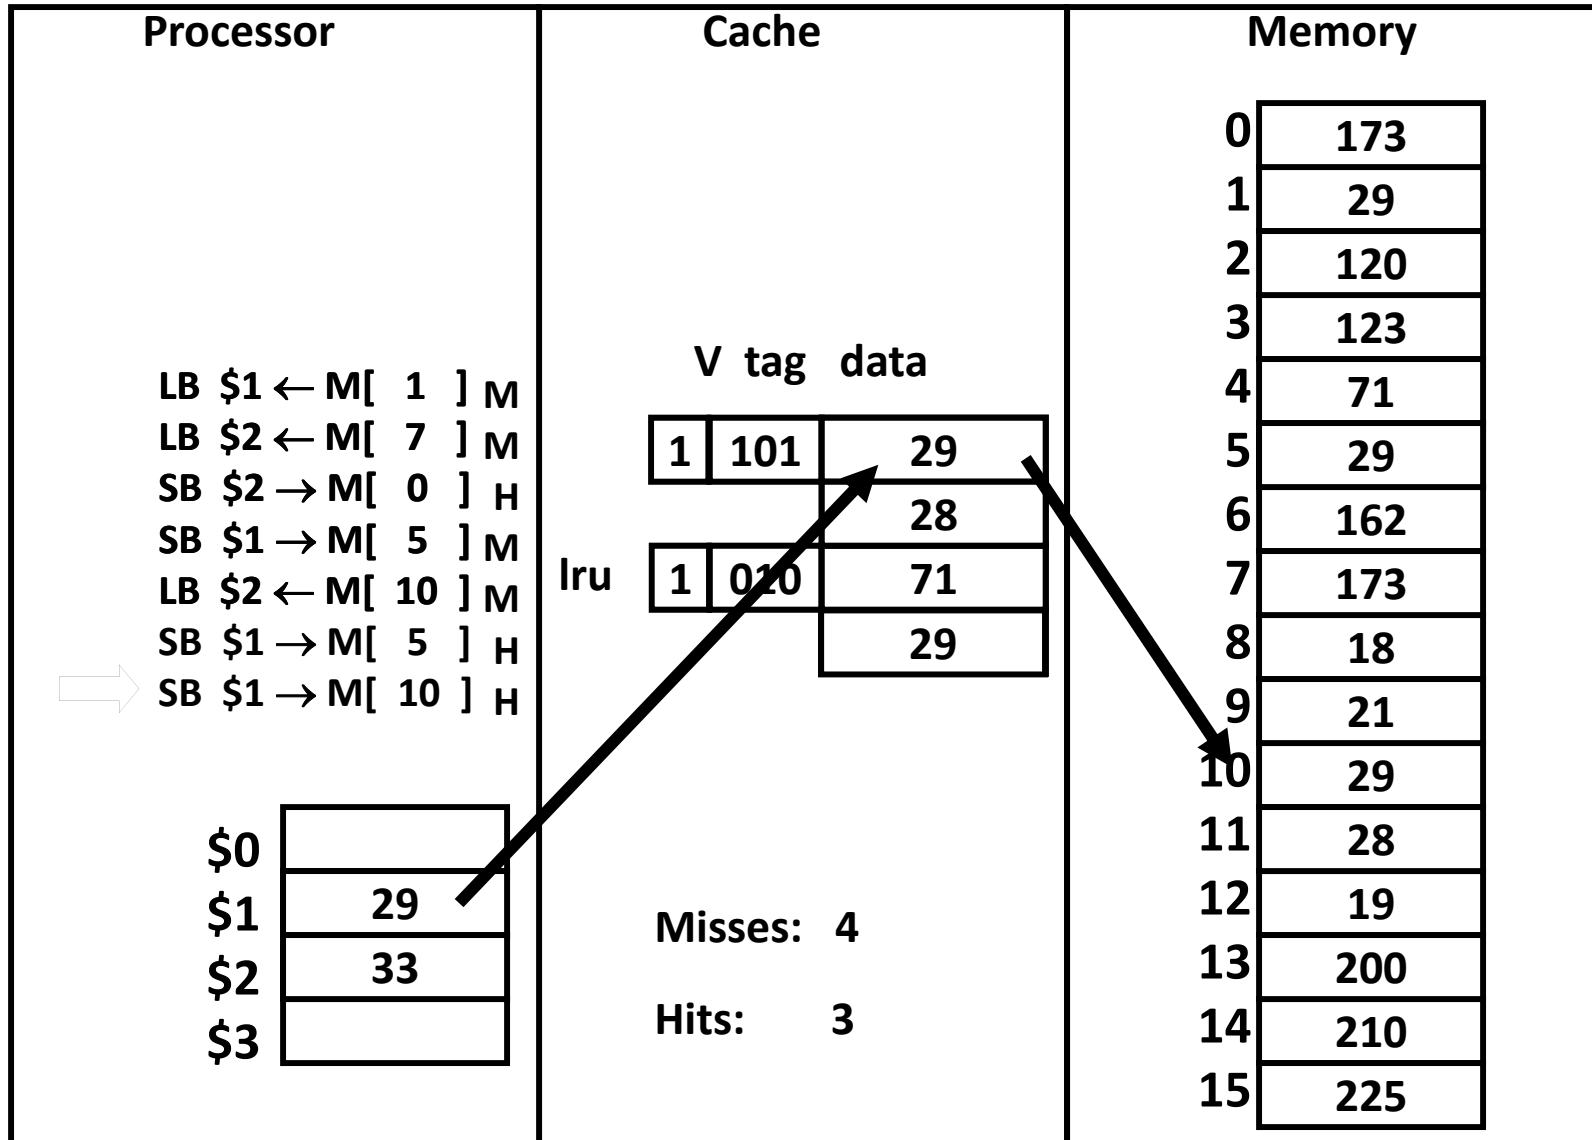 Processor
LB $1 ← M[ 1 ] M
LB $2 ← M[ 7 ] M
SB $2 → M[ 0 ] H
SB $1 → M[ 5 ] M
LB $2 ← M[ 10 ] M
SB $1 → M[ 5 ] H
SB $1 → M[ 10 ] H
$0
$1 29
$2 33
$3
Cache
V tag data
1 101 29
28
lru 1 010 71
29
Misses: 4
Hits: 3
Memory
0 173
1 29
2 120
3 123
4 71
5 29
6 162
7 173
8 18
9 21
10 29
11 28
12 19
13 200
14 210
15 225